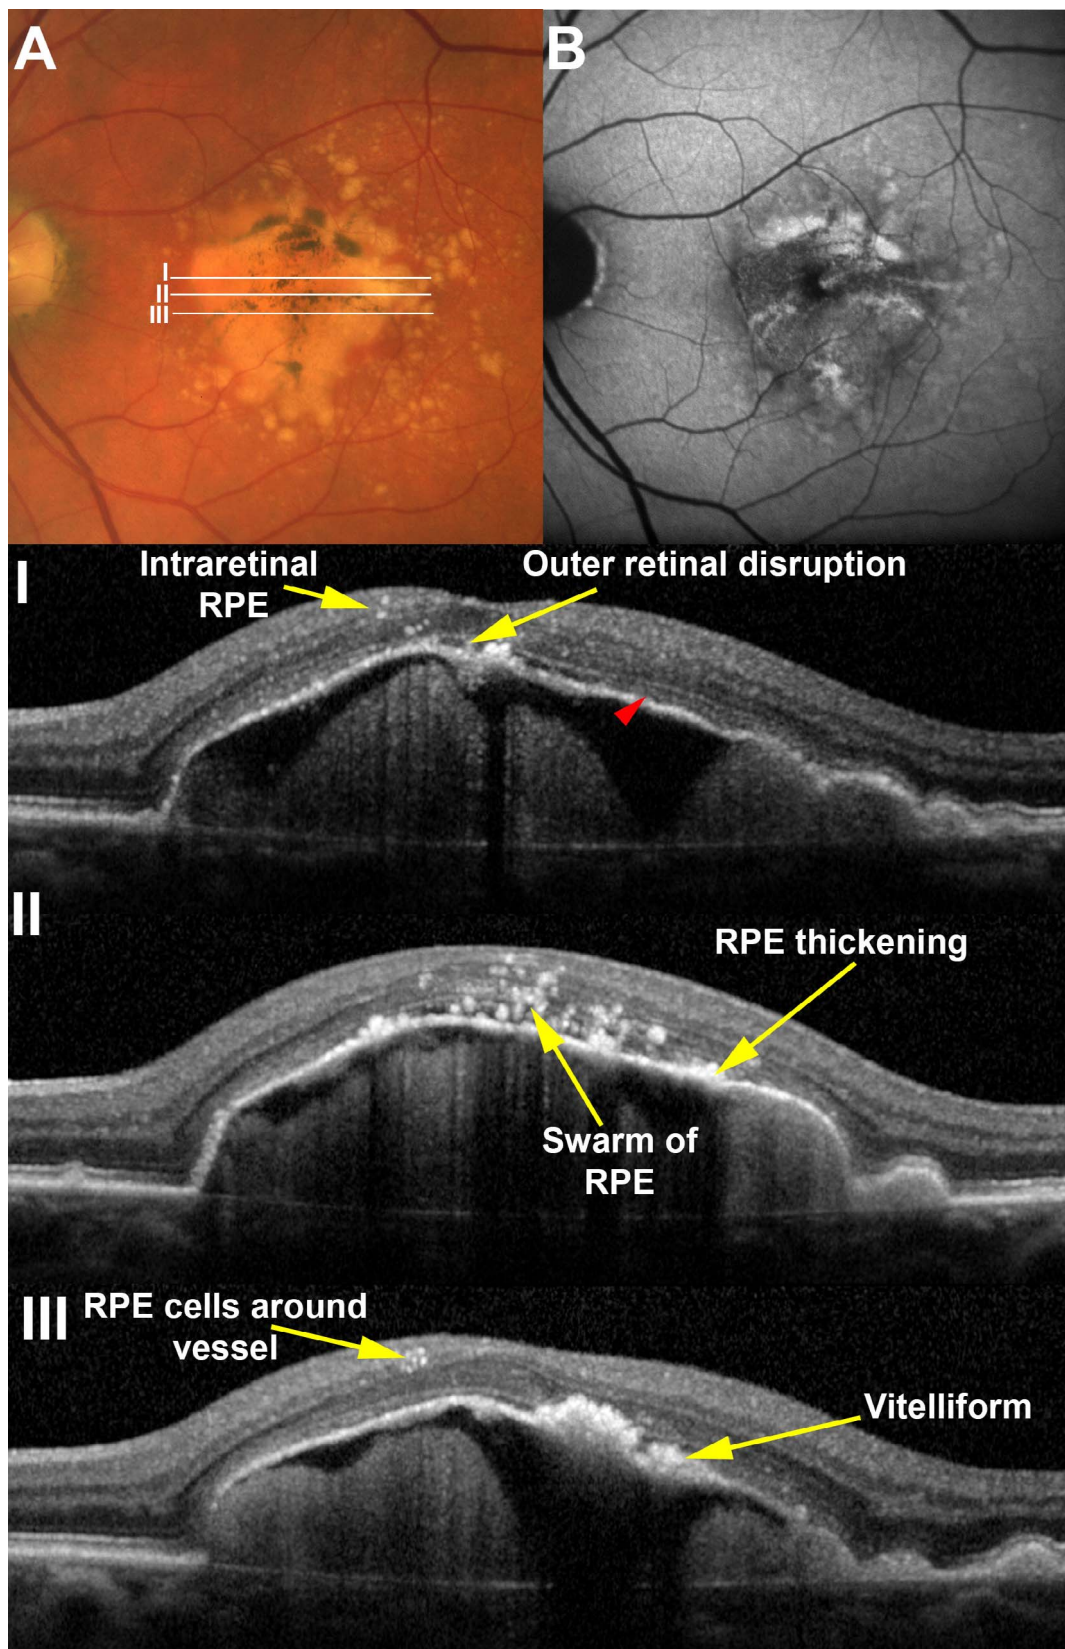 A
B
I
II
III
I
Intraretinal
RPE
Outer retinal disruption
II
RPE thickening
Swarm of
RPE
III
RPE cells around
vessel
Vitelliform